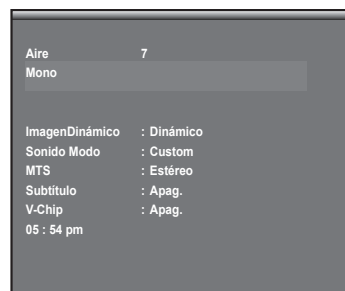 Aire 7
Mono
ImagenDinámico : Dinámico
Sonido Modo : Custom
MTS : Estéreo
Subtítulo : Apag.
V-Chip : Apag.
05 : 54 pm